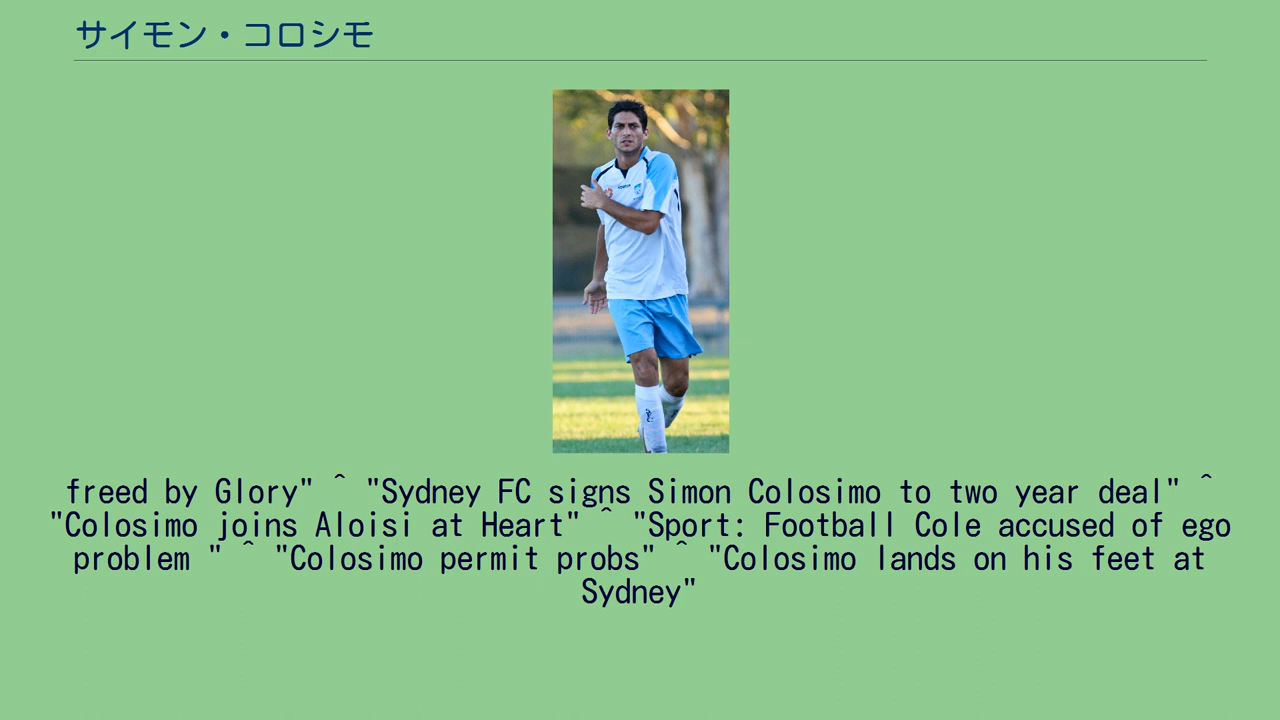 サイモン・コロシモ
freed by Glory" ^ "Sydney FC signs Simon Colosimo to two year deal" ^
"Colosimo joins Aloisi at Heart" ^ "Sport: Football Cole accused of ego
problem " ^ "Colosimo permit probs" ^ "Colosimo lands on his feet at
Sydney"